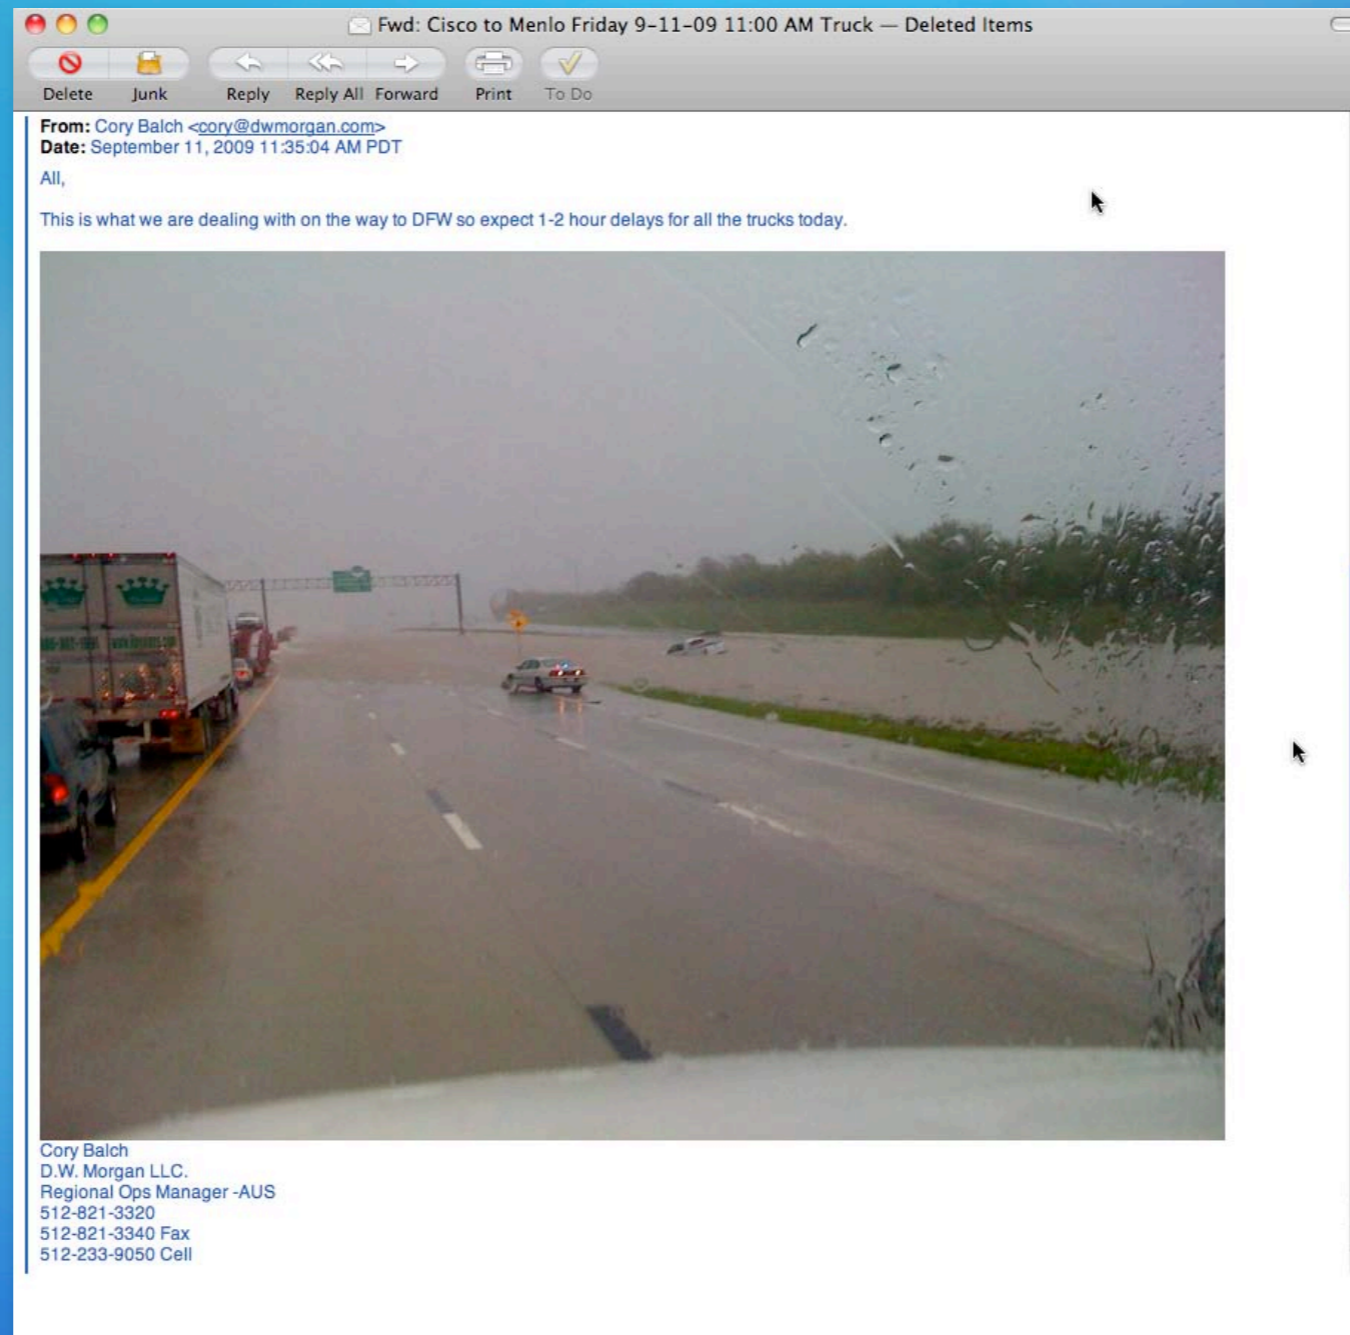 Fwd: Cisco to Menlo Friday 9-11-09 11:00 AM Truck — Deleted Items
Delete Junk Reply Reply All Forward Print To Do
From: Cory Balch <cory@dwmorgan.com>
Date: September 11, 2009 11:35:04 AM PDT
All,
This is what we are dealing with on the way to DFW so expect 1-2 hour delays for all the trucks today.
Cory Balch
D.W. Morgan LLC.
Regional Ops Manager -AUS
512-821-3320
512-821-3340 Fax
512-233-9050 Cell